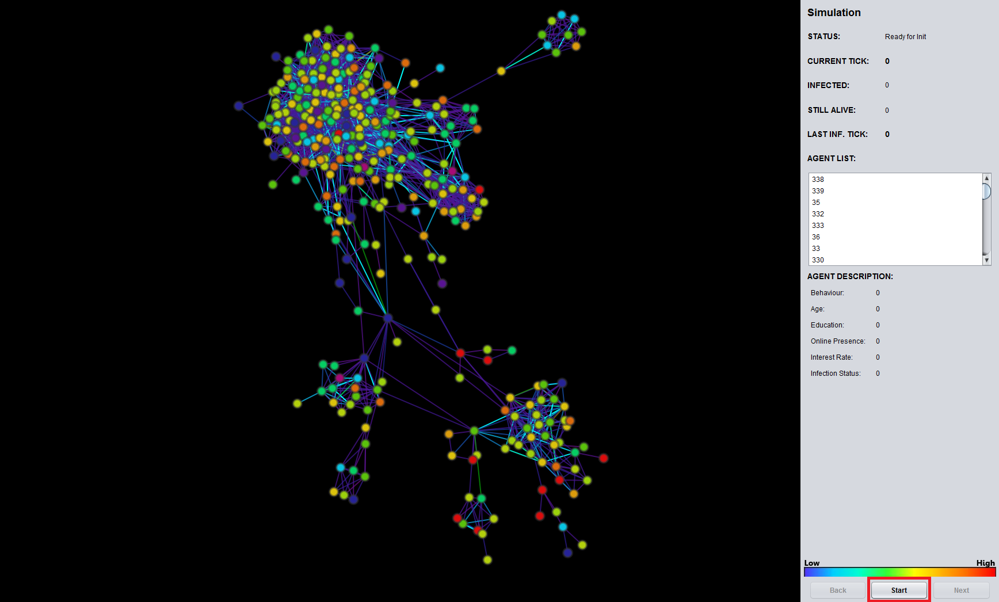 Simulation
STATUS: Ready for Init
CURRENT TICK: 0
INFECTED: 0
STILL ALIVE: 0
LAST INF. TICK: 0
AGENT LIST:
338
339
35
332
333
36
33
330
AGENT DESCRIPTION:
Behaviour: 0
Age: 0
Education: 0
Online Presence: 0
Interest Rate: 0
Infection Status: 0
Low High
Back Start Next